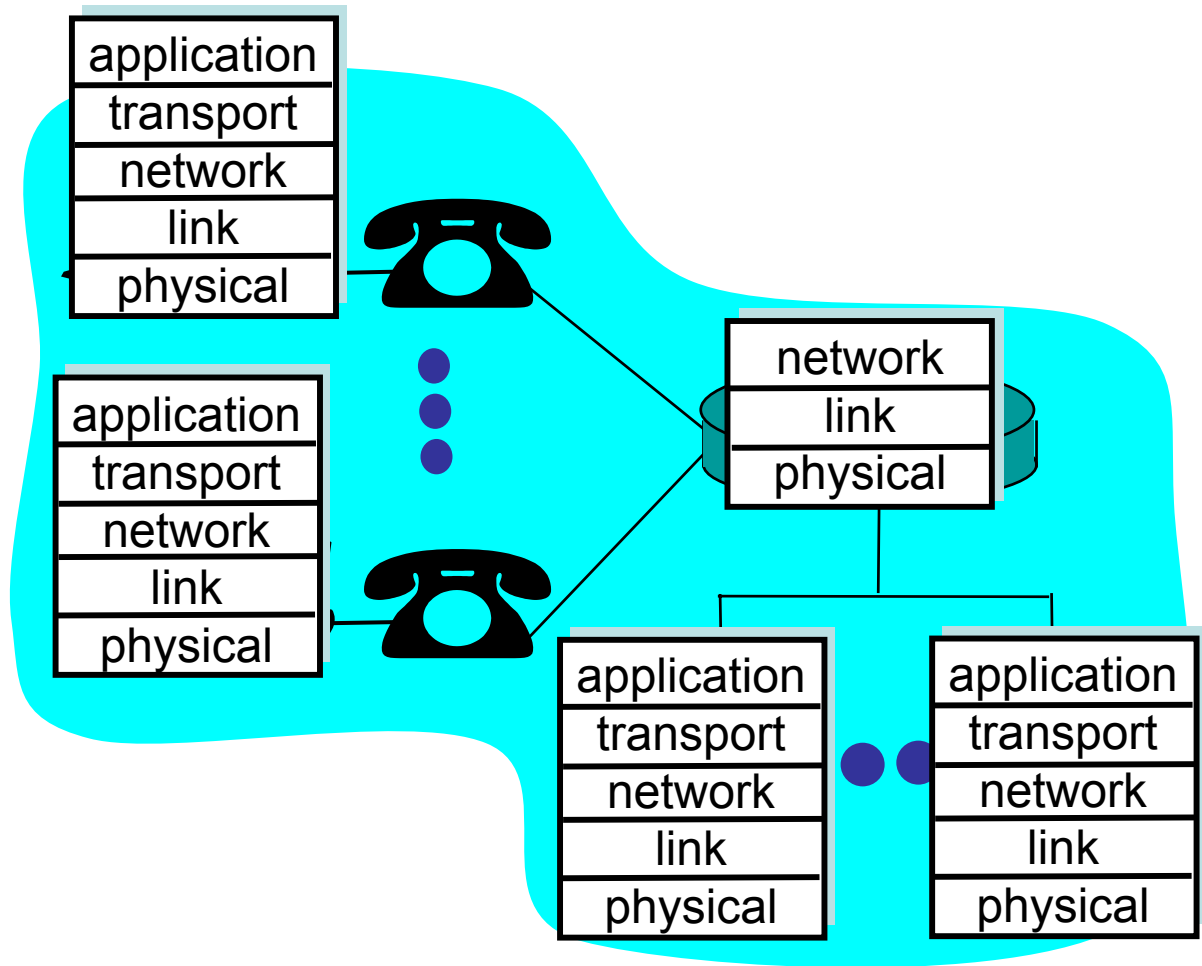 application
transport
network
link
physical
application
transport
network
link
physical
network
link
physical
application
transport
network
link
physical
application
transport
network
link
physical